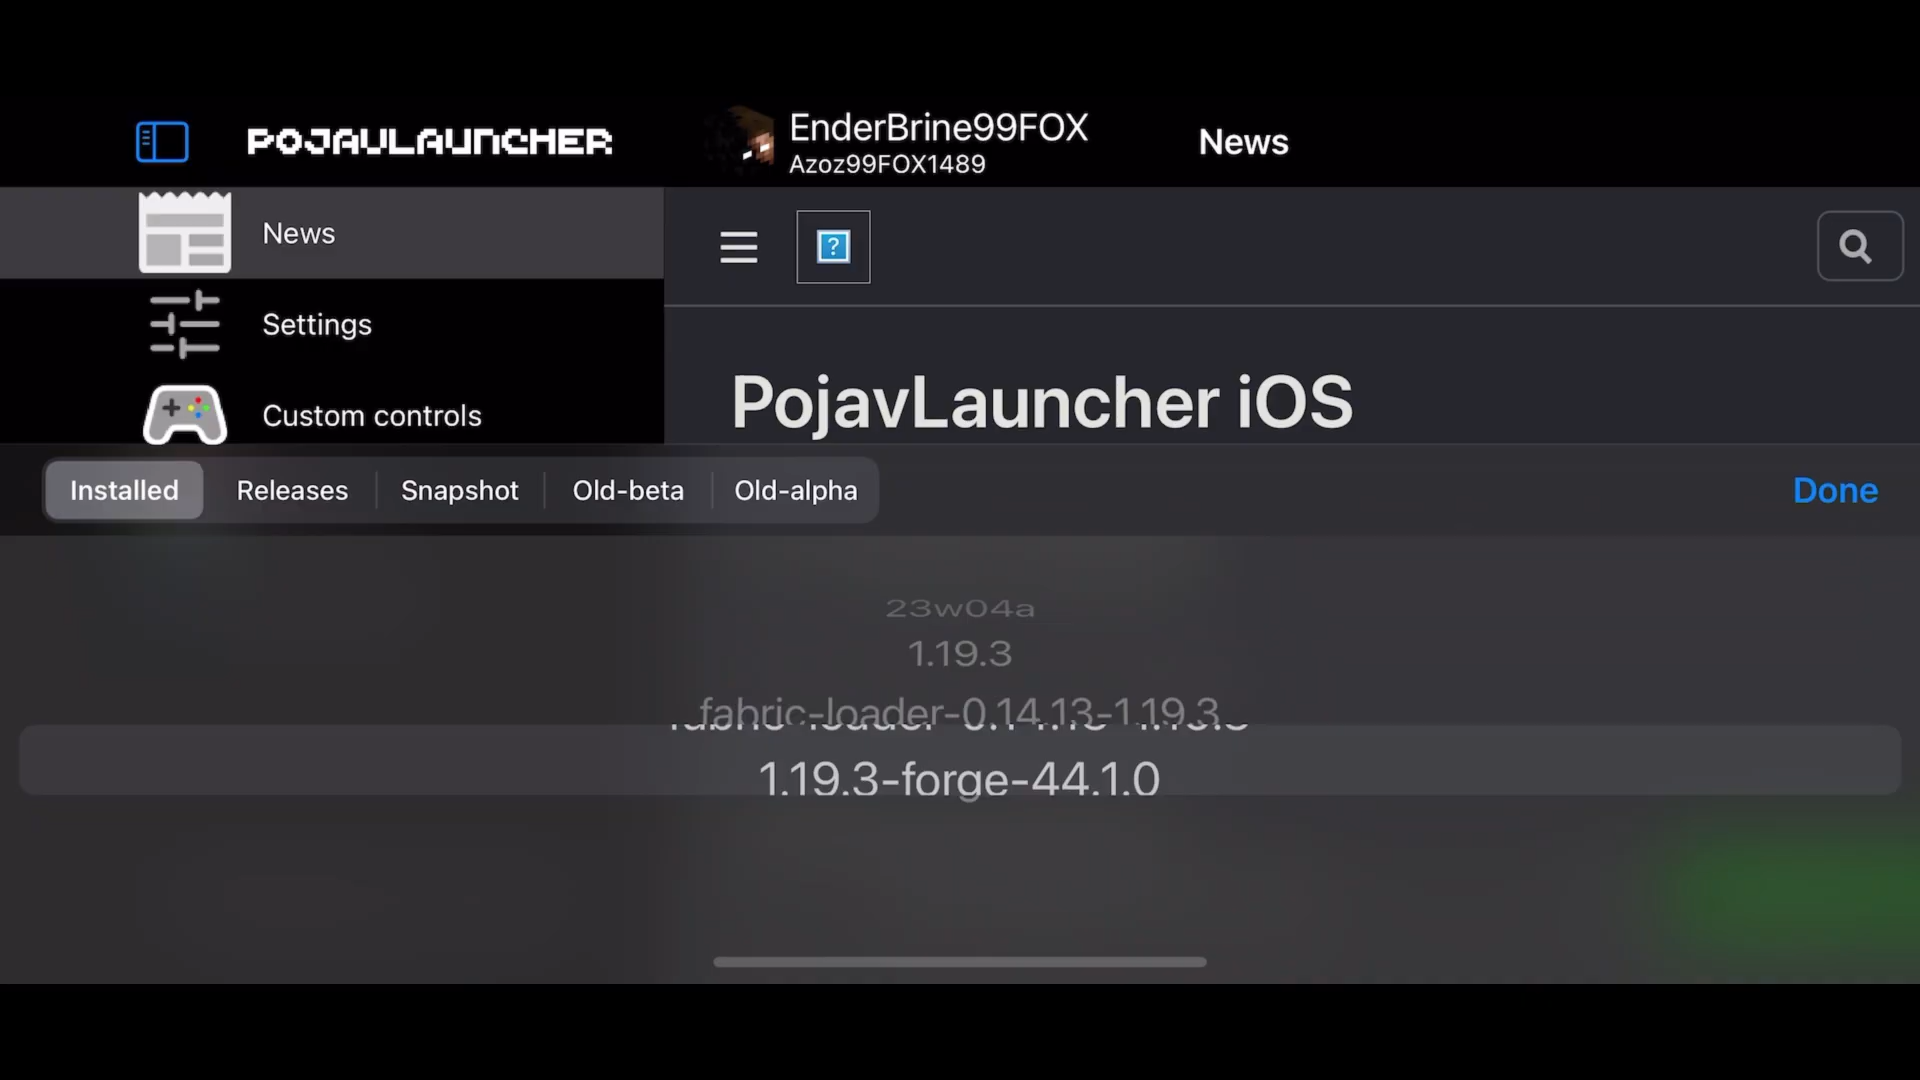 POJAVLAUNCHER
EnderBrine99FOX
Azoz99FOX1489
News
News
Settings
Custom controls
?
PojavLauncher iOS
Installed
Releases
Snapshot
Old-beta
Old-alpha
Done
23w04a
1.19.3
fabric-loader-0.14.13-1.19.3
1.19.3-forge-44.1.0